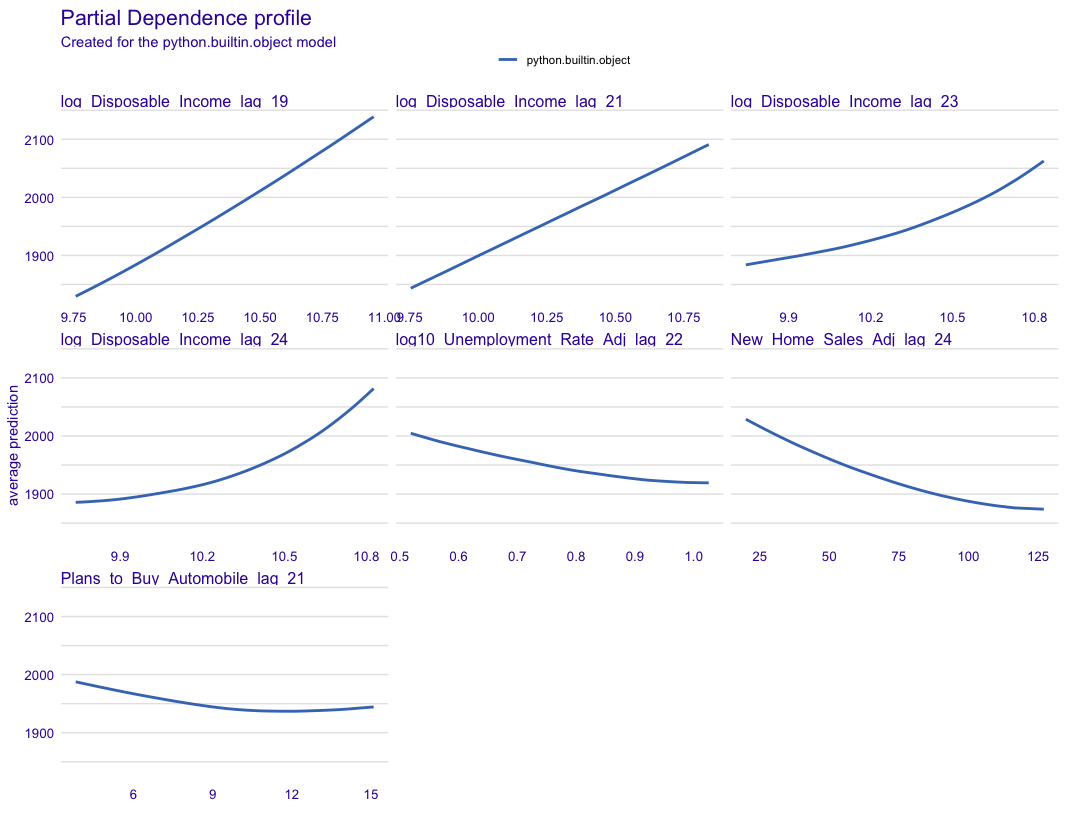 Partial Dependence profile
Created for the python.builtin.object model
python.builtin.object
log_Disposable_Income_lag_19 log_Disposable_Income_lag_21 log_Disposable_Income_lag_23
2100
2000
1900
9.75 10.00 10.25 10.50 10.75 11.00 9.75 10.00 10.25 10.50 10.75 9.9 10.2 10.5 10.8
log_Disposable_Income_lag_24 log10_Unemployment_Rate_Adj_lag_22 New_Home_Sales_Adj_lag_24
2100
2000
1900
average prediction
9.9 10.2 10.5 10.8 0.5 0.6 0.7 0.8 0.9 1.0 25 50 75 100 125
Plans_to_Buy_Automobile_lag_21
2100
2000
1900
6 9 12 15